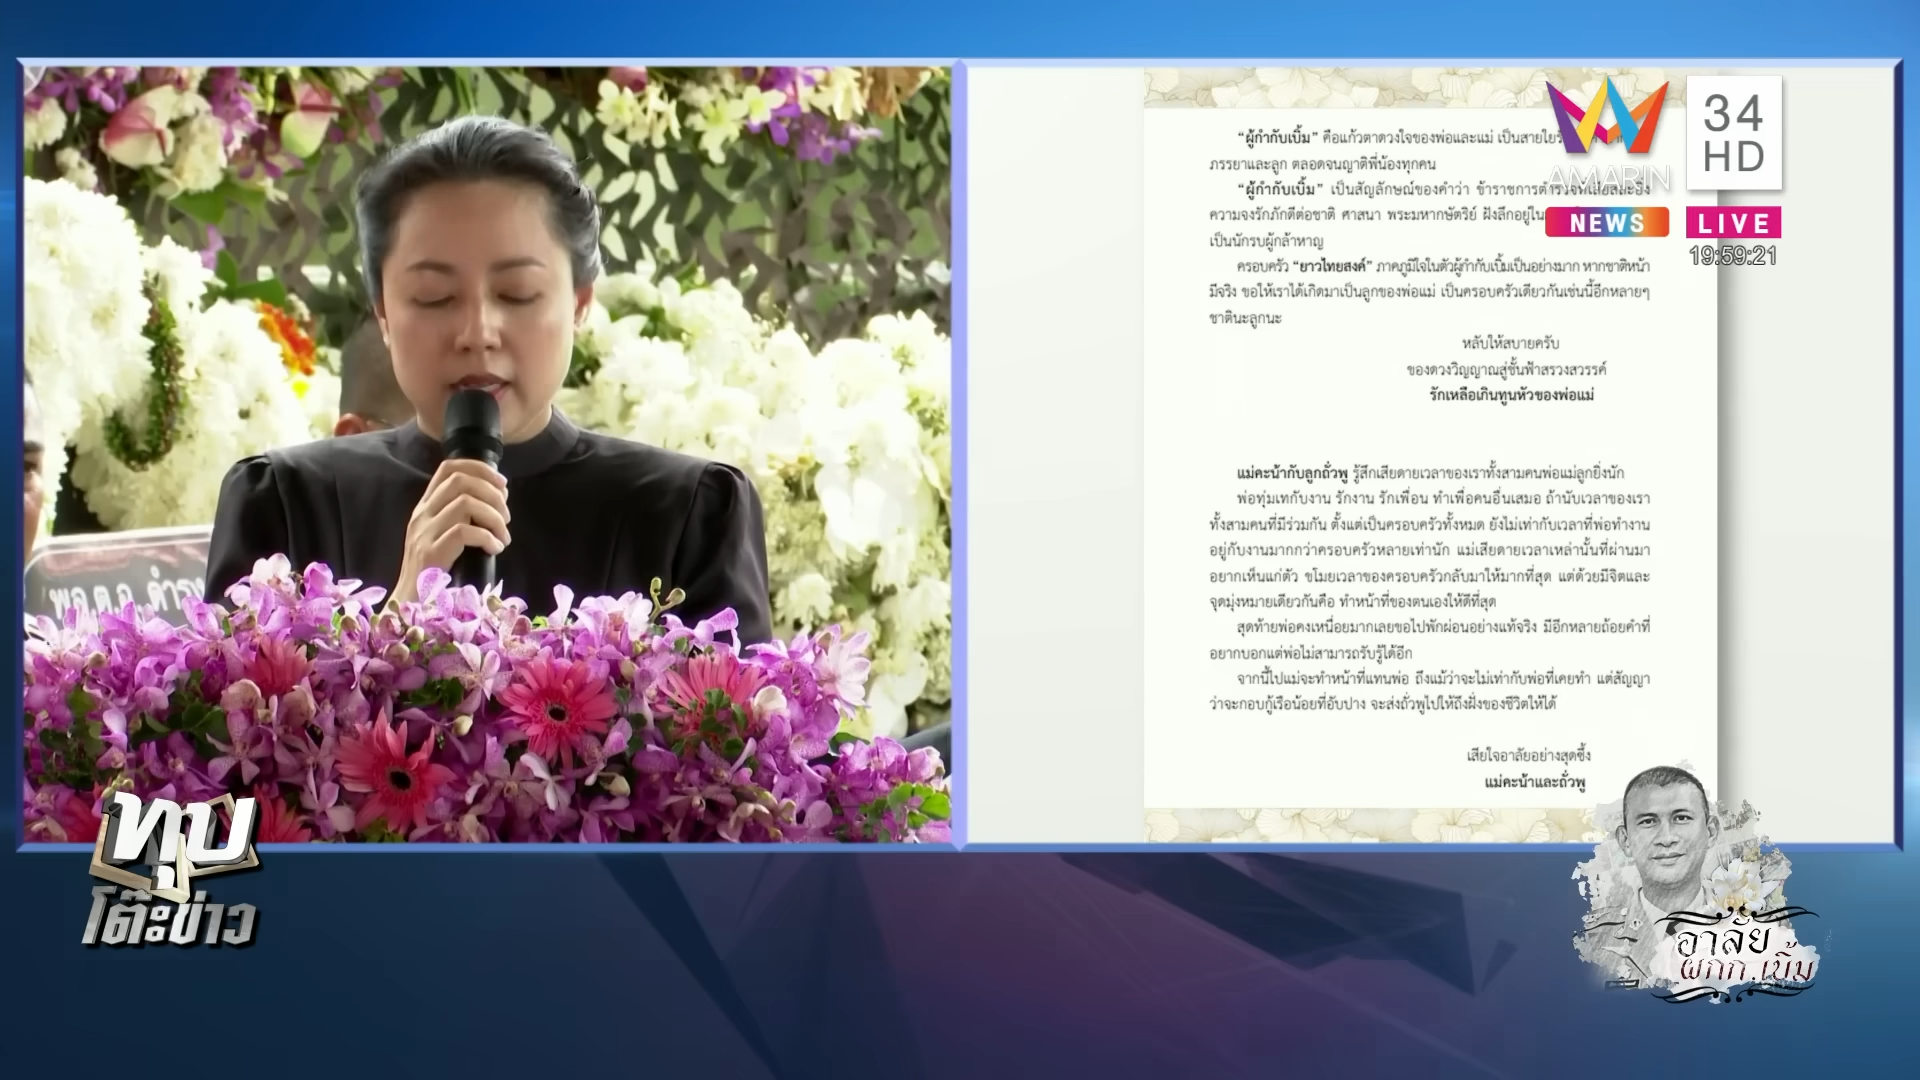 “ผู้กำกับเบิ้ม” คือแก้วตาดวงใจของพ่อและแม่ เป็นสายใย
ภรรยาและลูก ตลอดจนญาติพี่น้องทุกคน
“ผู้กำกับเบิ้ม” เป็นสัญลักษณ์ของคำว่า ข้าราชการตำรวจที่เสียสละยิ่ง
ความจงรักภักดีต่อชาติ ศาสนา พระมหากษัตริย์ ฝังลึกอยู่ใน
เป็นนักรบผู้กล้าหาญ
ครอบครัว “ยาวไทยสงค์” ภาคภูมิใจในตัวผู้กำกับเบิ้มเป็นอย่างมาก หากชาติหน้า
มีจริง ขอให้เราได้เกิดมาเป็นลูกของพ่อแม่ เป็นครอบครัวเดียวกันเช่นนี้อีกหลายๆ
ชาตินะลูกนะ
หลับให้สบายครับ
ของดวงวิญญาณสู่ชั้นฟ้าสรวงสวรรค์
รักเหลือเกินทูนหัวของพ่อแม่
แม่คะน้ากับลูกถั่วพู รู้สึกเสียดายเวลาของเราทั้งสามคนพ่อแม่ลูกยิ่งนัก
พ่อทุ่มเทกับงาน รักงาน รักเพื่อน ทำเพื่อคนอื่นเสมอ ถ้านับเวลาของเรา
ทั้งสามคนที่มีร่วมกัน ตั้งแต่เป็นครอบครัวทั้งหมด ยังไม่เท่ากับเวลาที่พ่อทำงาน
อยู่กับงานมากกว่าครอบครัวหลายเท่านัก แม่เสียดายเวลาเหล่านั้นที่ผ่านมา
อยากเห็นแก่ตัว ขโมยเวลาของครอบครัวกลับมาให้มากที่สุด แต่ด้วยมีจิตและ
จุดมุ่งหมายเดียวกันคือ ทำหน้าที่ของตนเองให้ดีที่สุด
สุดท้ายพ่อคงเหนื่อยมากเลยขอไปพักผ่อนอย่างแท้จริง มีอีกหลายถ้อยคำที่
อยากบอกแต่พ่อไม่สามารถรับรู้ได้อีก
จากนี้ไปแม่จะทำหน้าที่แทนพ่อ ถึงแม้ว่าจะไม่เท่ากับพ่อที่เคยทำ แต่สัญญา
ว่าจะกอบกู้เรือน้อยที่อับปาง จะส่งถั่วพูไปให้ถึงฝั่งของชีวิตให้ได้
เสียใจอาลัยอย่างสุดซึ้ง
แม่คะน้าและถั่วพู
AMARIN
NEWS
34
HD
LIVE
19:59:21
พล.ต.อ.
ทุบ
โต๊ะข่าว
อาลัย
ผกก.เบิ้ม